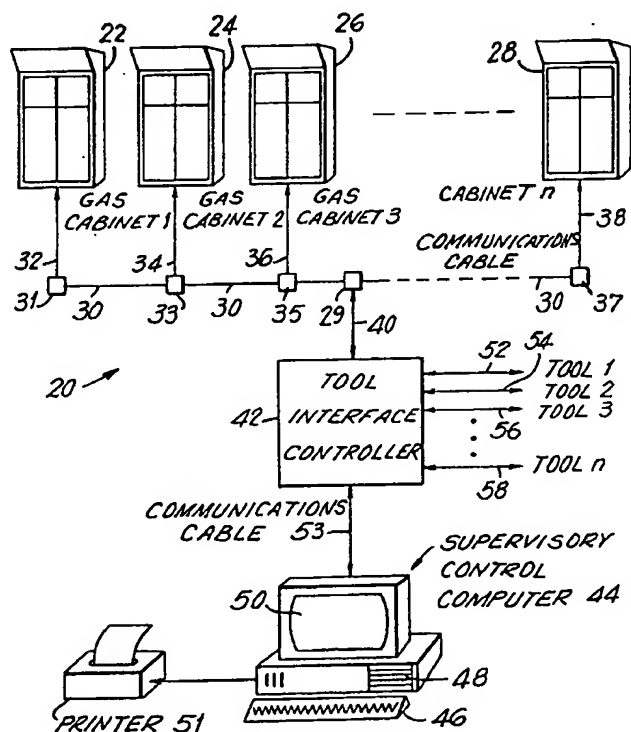 22
24
26
28
GAS CABINET 1
GAS CABINET 2
GAS CABINET 3
CABINET n
32
34
36
38
COMMUNICATIONS CABLE
31
30
33
30
35
29
30
37
40
20
42
TOOL INTERFACE CONTROLLER
52
54
TOOL 1
TOOL 2
56
TOOL 3
58
TOOL n
COMMUNICATIONS CABLE 53
SUPERVISORY CONTROL COMPUTER 44
50
48
46
PRINTER 51